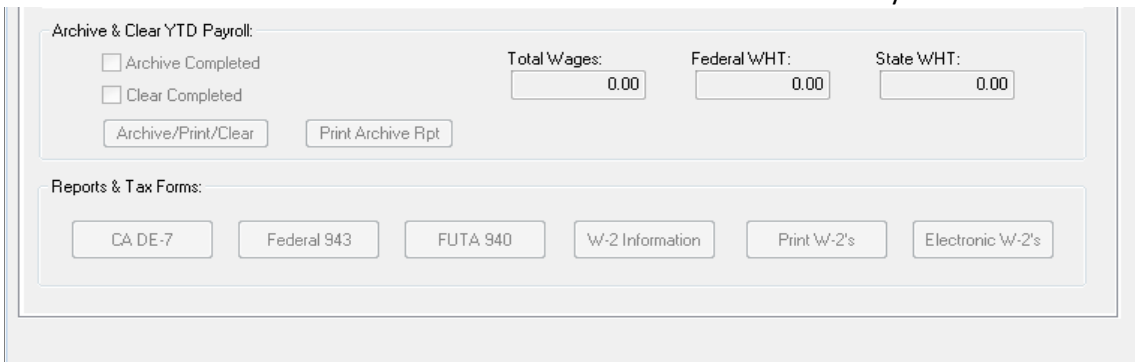 Archive & Clear YTD Payroll:
Archive Completed
Clear Completed
Total Wages: Federal WHT: State WHT:
0.00 0.00 0.00
Archive/Print/Clear Print Archive Rpt
Reports & Tax Forms:
CA DE-7 Federal 943 FUTA 940 W-2 Information Print W-2's Electronic W-2's